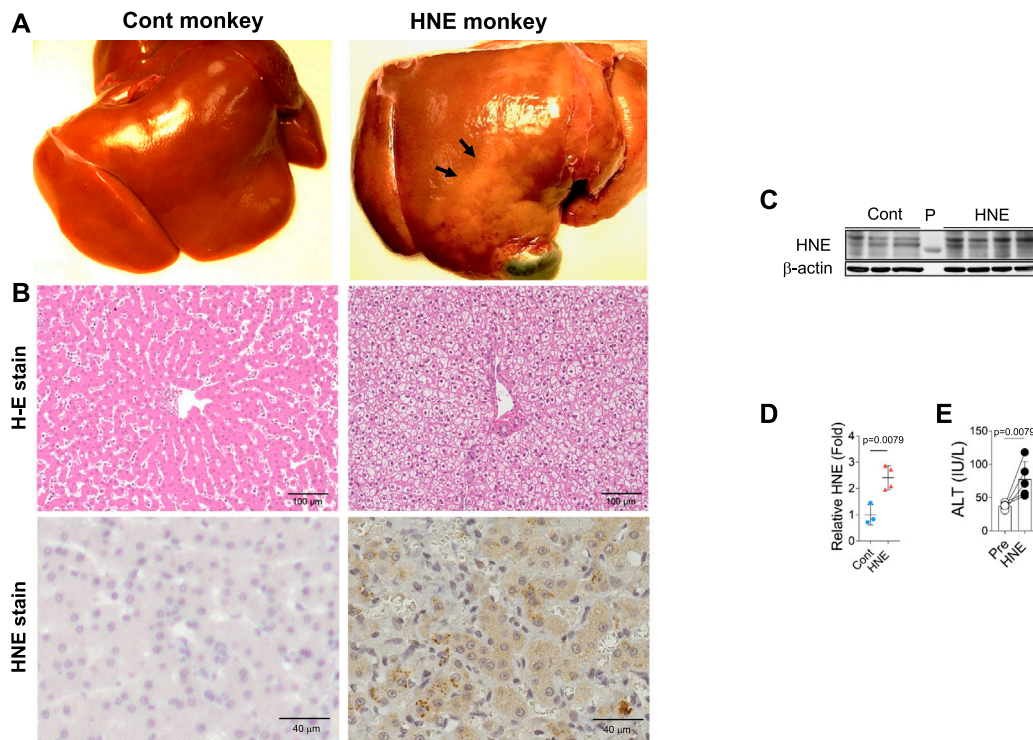 A
Cont monkey
HNE monkey
B
H-E stain
100 µm
100 µm
HNE stain
40 µm
40 µm
C
Cont
P
HNE
HNE
β-actin
D
Relative HNE (Fold)
4
3
2
1
0
p=0.0079
Cont
HNE
E
ALT (IU/L)
150
100
50
0
p=0.0079
Pre
HNE